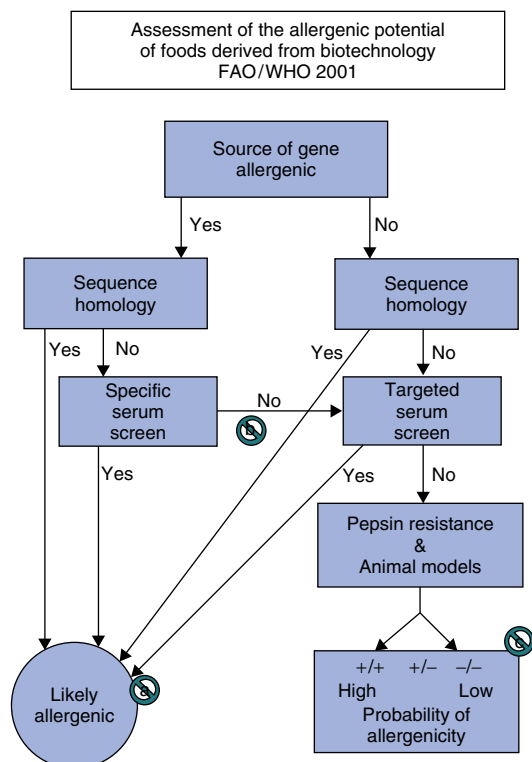 Assessment of the allergenic potential
of foods derived from biotechnology
FAO/WHO 2001
Source of gene
allergenic
Yes
No
Sequence
homology
Sequence
homology
Yes
No
Yes
No
Specific
serum
screen
No
b
Targeted
serum
screen
Yes
Yes
No
Pepsin resistance
&
Animal models
c
+/+ +/– –/–
High Low
Probability of
allergenicity
Likely
allergenic
a